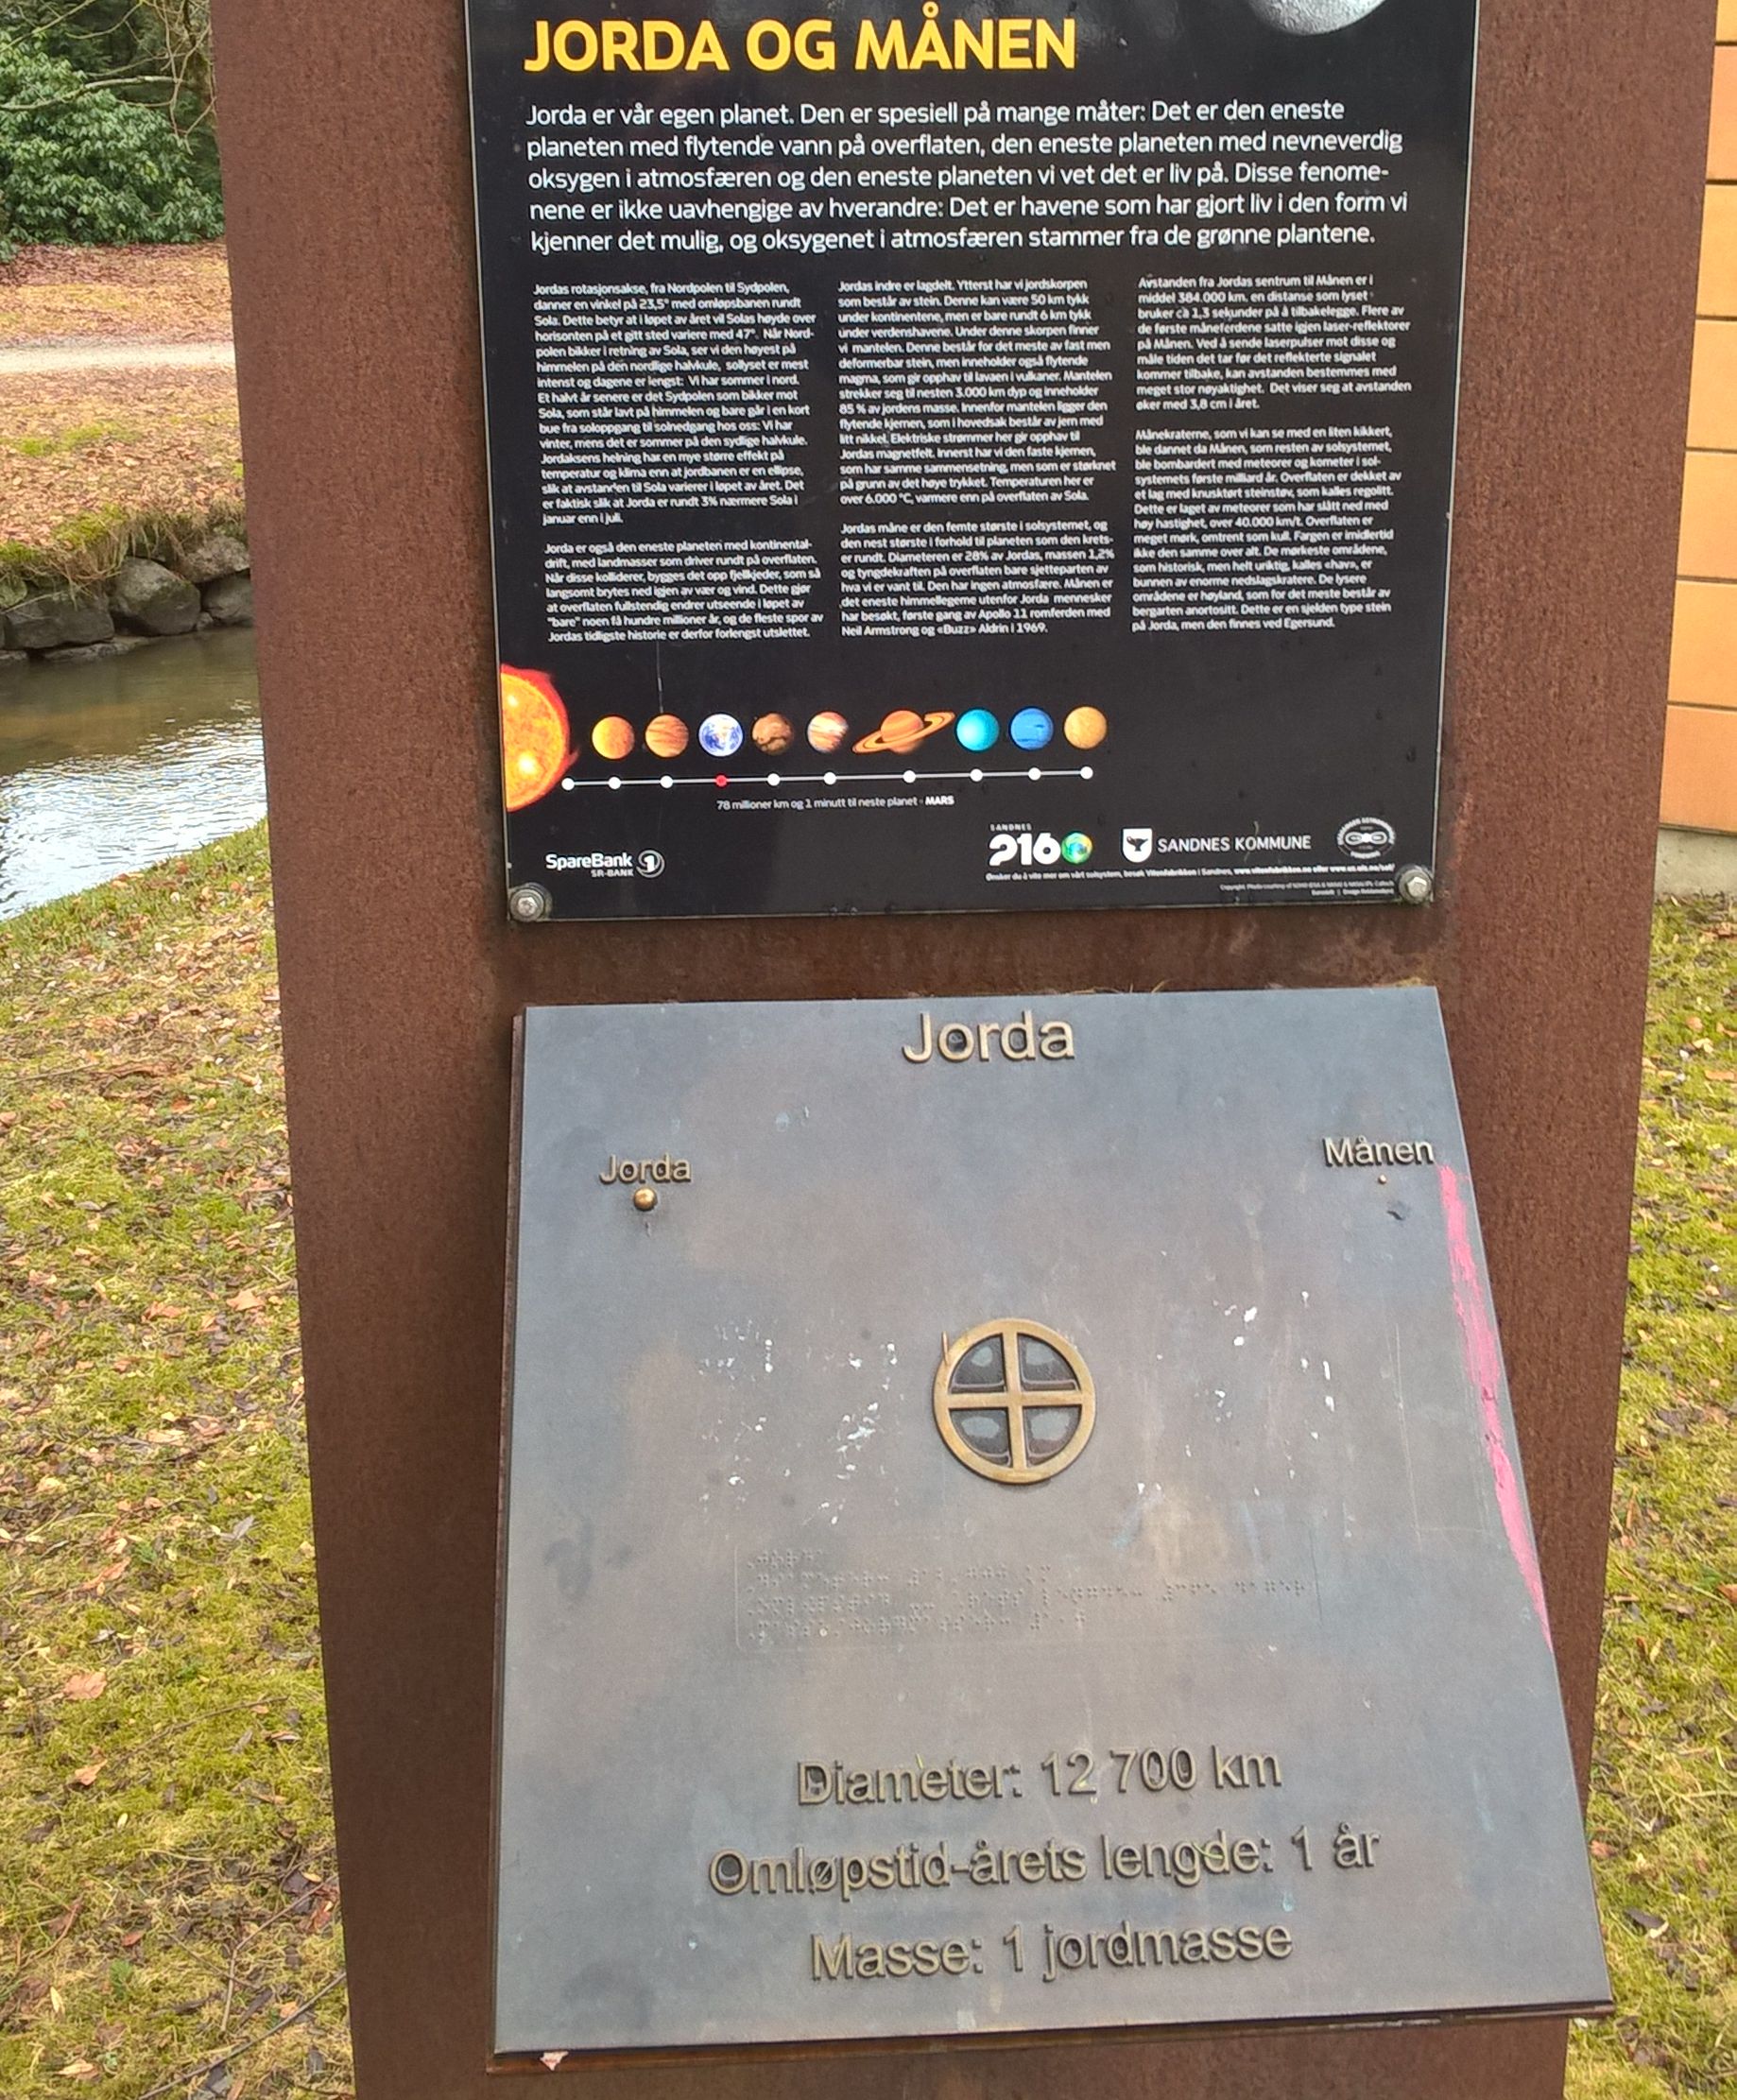 JORDA OG MÅNEN
Jorda er vår egen planet. Den er spesiell på mange måter: Det er den eneste
planeten med flytende vann på overflaten, den eneste planeten med nevneverdig
oksygen i atmosfæren og den eneste planeten vi vet det er liv på. Disse fenome-
nene er ikke uavhengige av hverandre: Det er havene som har gjort liv i den form vi
kjenner det mulig, og oksygenet i atmosfæren stammer fra de grønne plantene.
Jordas rotasjonsakse, fra Nordpolen til Sydpolen,
danner en vinkel på 23,5° med omløpsbanen rundt
Sola. Dette betyr at i løpet av året vil Solas høyde over
horisonten på et gitt sted variere med 47°. Når Nord-
polen bikker i retning av Sola, ser vi den høyest på
himmelen på den nordlige halvkule, sollyset er mest
intenst og dagene er lengst: Vi har sommer i nord.
Et halvt år senere er det Sydpolen som bikker mot
Sola, som står lavt på himmelen og bare går i en kort
bue fra soloppgang til solnedgang hos oss: Vi har
vinter, mens det er sommer på den sydlige halvkule.
Jordaksens helning har en mye større effekt på
temperatur og klima enn at jordbanen er en ellipse,
slik at avstanden til Sola varierer i løpet av året. Det
er faktisk slik at Jorda er rundt 3% nærmere Sola i
januar enn i juli.
Jorda er også den eneste planeten med kontinental-
drift, med landmasser som driver rundt på overflaten.
Når disse kolliderer, bygges det opp fjellkjeder, som så
langsomt brytes ned igjen av vær og vind. Dette gjør
at overflaten fullstendig endrer utseende i løpet av
"bare" noen få hundre millioner år, og de fleste spor av
Jordas tidligste historie er derfor forlengst utslettet.
Jordas indre er lagdelt. Ytterst har vi jordskorpen
som består av stein. Denne kan være 50 km tykk
under kontinentene, men er bare rundt 6 km tykk
under verdenshavene. Under denne skorpen finner
vi mantelen. Denne består for det meste av fast men
deformerbar stein, men inneholder også flytende
magma, som gir opphav til lavaen i vulkaner. Mantelen
strekker seg til nesten 3.000 km dyp og inneholder
85 % av jordens masse. Innenfor mantelen ligger den
flytende kjernen, som i hovedsak består av jern med
litt nikkel. Elektriske strømmer her gir opphav til
Jordas magnetfelt. Innerst har vi den faste kjernen,
som har samme sammensetning, men som er størknet
på grunn av det høye trykket. Temperaturen her er
over 6.000 °C, varmere enn på overflaten av Sola.
Jordas måne er den femte største i solsystemet, og
den nest største i forhold til planeten som den krets-
er rundt. Diameteren er 28% av Jordas, massen 1,2%
og tyngdekraften på overflaten bare sjetteparten av
hva vi er vant til. Den har ingen atmosfære. Månen er
det eneste himmellegeme utenfor Jorda mennesker
har besøkt, første gang av Apollo 11 romferden med
Neil Armstrong og «Buzz» Aldrin i 1969.
Avstanden fra Jordas sentrum til Månen er i
middel 384.000 km. en distanse som lyset
bruker ca 1,3 sekunder på å tilbakelegge. Flere av
de første måneferdene satte igjen laser-reflektorer
på Månen. Ved å sende laserpulser mot disse og
måle tiden det tar før det reflekterte signalet
kommer tilbake, kan avstanden bestemmes med
meget stor nøyaktighet. Det viser seg at avstanden
øker med 3,8 cm i året.
Månekraterne, som vi kan se med en liten kikkert,
ble dannet da Månen, som resten av solsystemet,
ble bombardert med meteorer og kometer i sol-
systemets første milliard år. Overflaten er dekket av
et lag med knusktørt steinstøv, som kalles regolitt.
Dette er laget av meteorer som har slått ned med
høy hastighet, over 40.000 km/t. Overflaten er
meget mørk, omtrent som kull. Fargen er imidlertid
ikke den samme over alt. De mørkeste områdene,
som historisk, men helt uriktig, kalles «hav», er
bunnen av enorme nedslagskratere. De lysere
områdene er høyland, som for det meste består av
bergarten anortositt. Dette er en sjelden type stein
på Jorda, men den finnes ved Egersund.
78 millioner km og 1 minutt til neste planet - MARS
SpareBank 1
SR-BANK
SANDNES
2160
SANDNES KOMMUNE
Ønsker du å vite mer om vårt solsystem, besøk Vitenfabrikken i Sandnes, www.vitenfabrikken.no eller www.ux.uis.no/sol/
Jorda
Jorda
Månen
Diameter: 12 700 km
Omløpstid-årets lengde: 1 år
Masse: 1 jordmasse